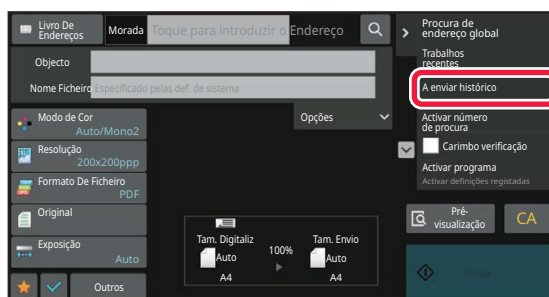 Livro De
Endereços
Morada
Toque para introduzir o Endereço
Objecto
Nome Ficheiro
Especificado pelas def. de sistema
Modo de Cor
Auto/Mono2
Resolução
200x200ppp
Formato De Ficheiro
PDF
Original
Exposição
Auto
Outros
Opções
Tam. Digitaliz
100%
Tam. Envio
Auto
Auto
A4
A4
Procura de
endereço global
Trabalhos
recentes
A enviar histórico
Activar número
de procura
Carimbo verificação
Activar programa
Activar definições registadas
Pré-
visualização
CA
Iniciar